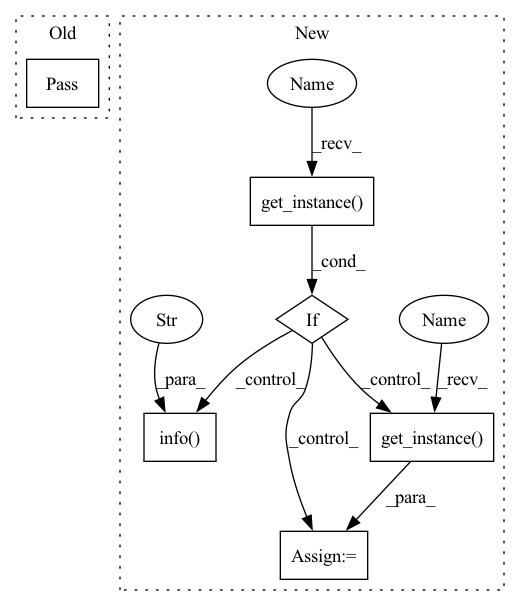 Old
New
Pass
Name
_recv_
get_instance()
_cond_
Str
If
Name
_para_
_control_
_control_
_recv_
_control_
info()
get_instance()
_para_
Assign:=